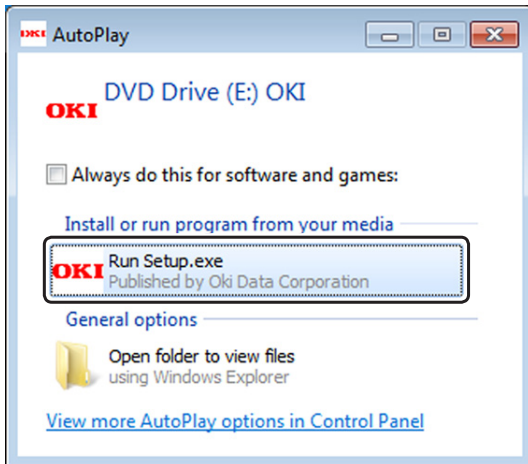 OKI AutoPlay
DVD Drive (E:) OKI
OKI
Always do this for software and games:
Install or run program from your media
OKI Run Setup.exe
Published by Oki Data Corporation
General options
Open folder to view files
using Windows Explorer
View more AutoPlay options in Control Panel